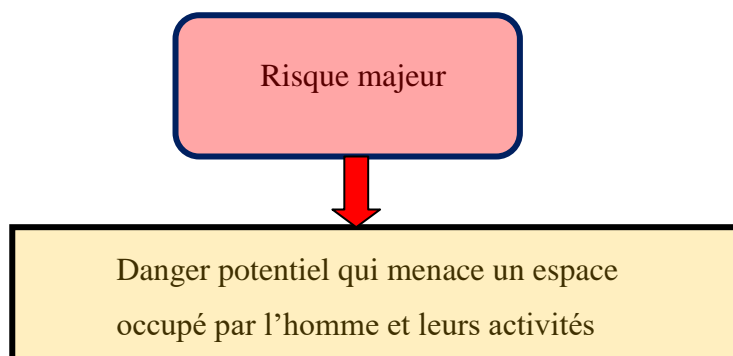 Risque majeur
Danger potentiel qui menace un espace
occupé par l’homme et leurs activités